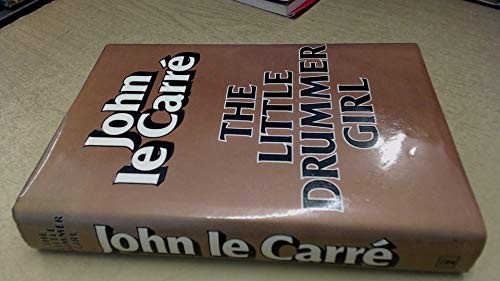 John
le Carré
THE
LITTLE
DRUMMER
GIRL
THE
LITTLE
DRUMMER
GIRL
John le Carré